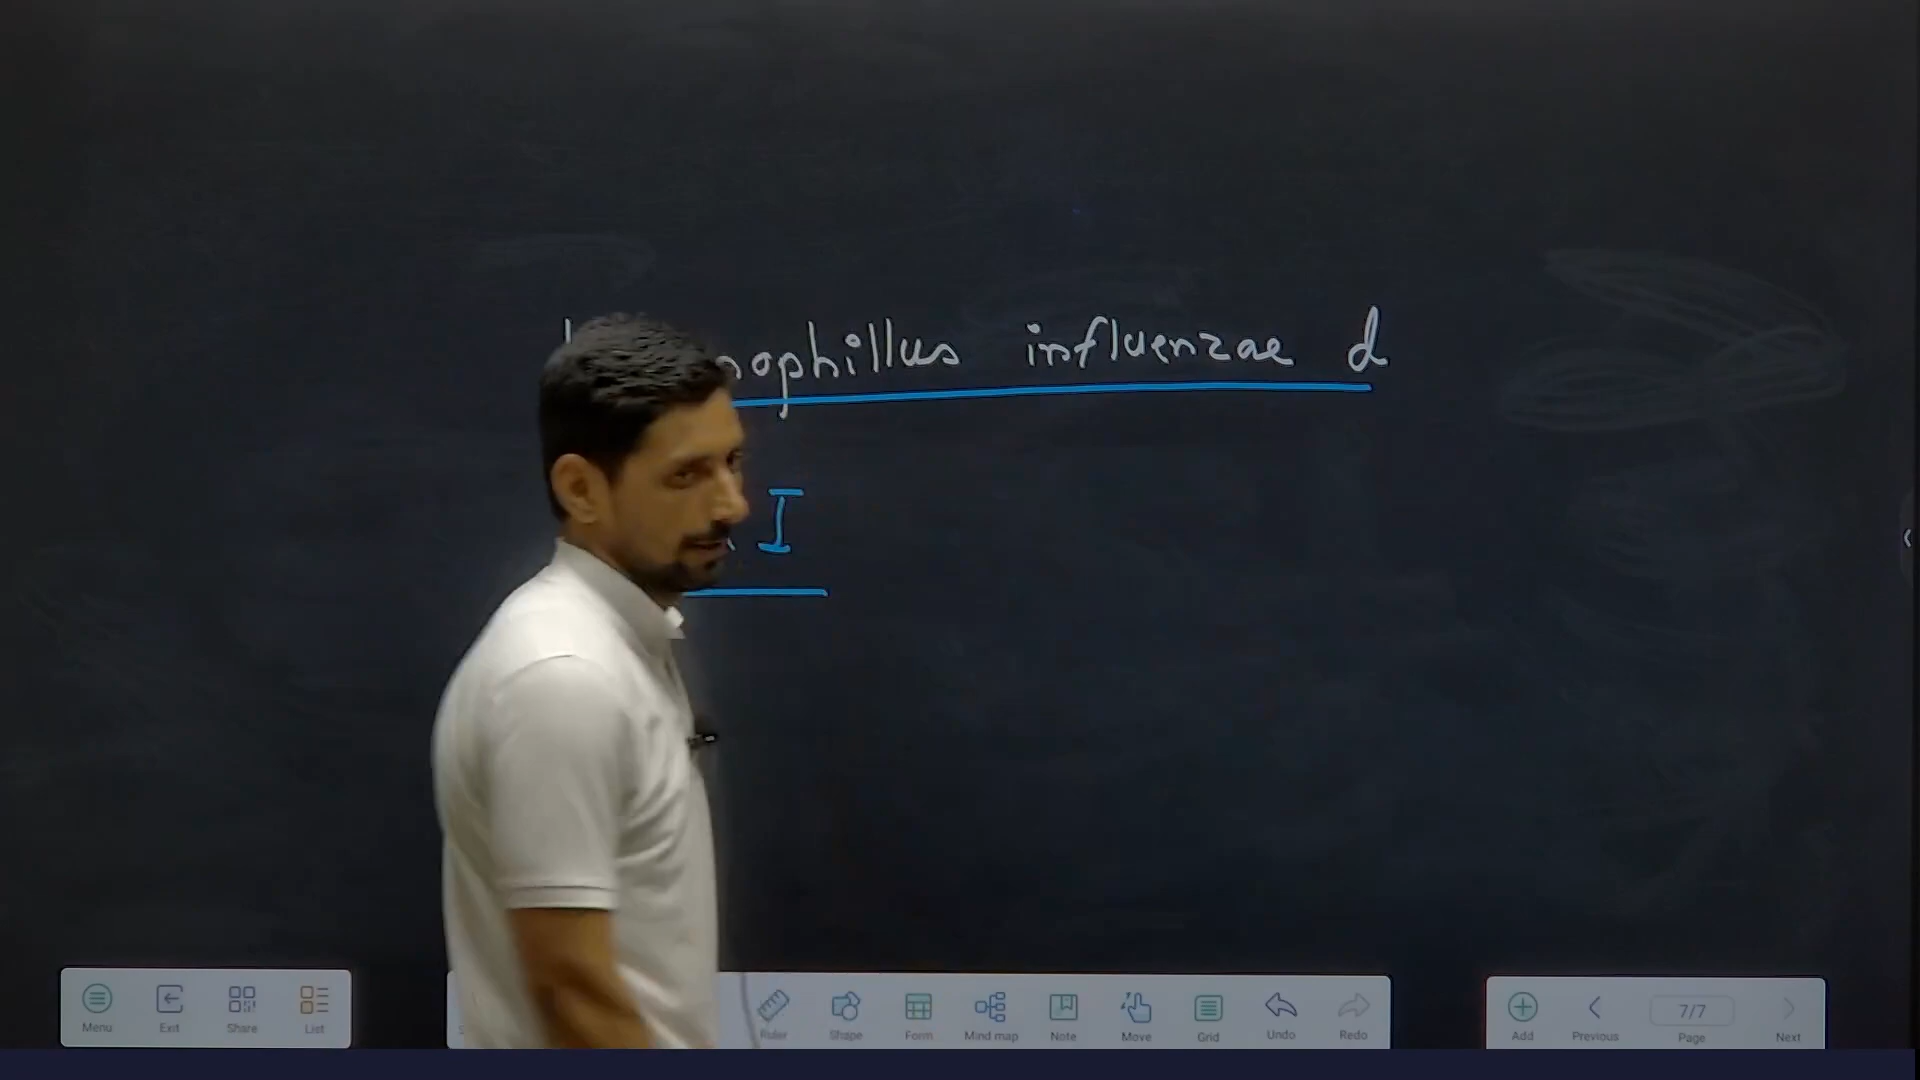 influenzae d
I
Menu Exit Share List
Ruler Shape Form Mind map Note Move Grid Undo Redo
Add Previous 7/7 Page Next